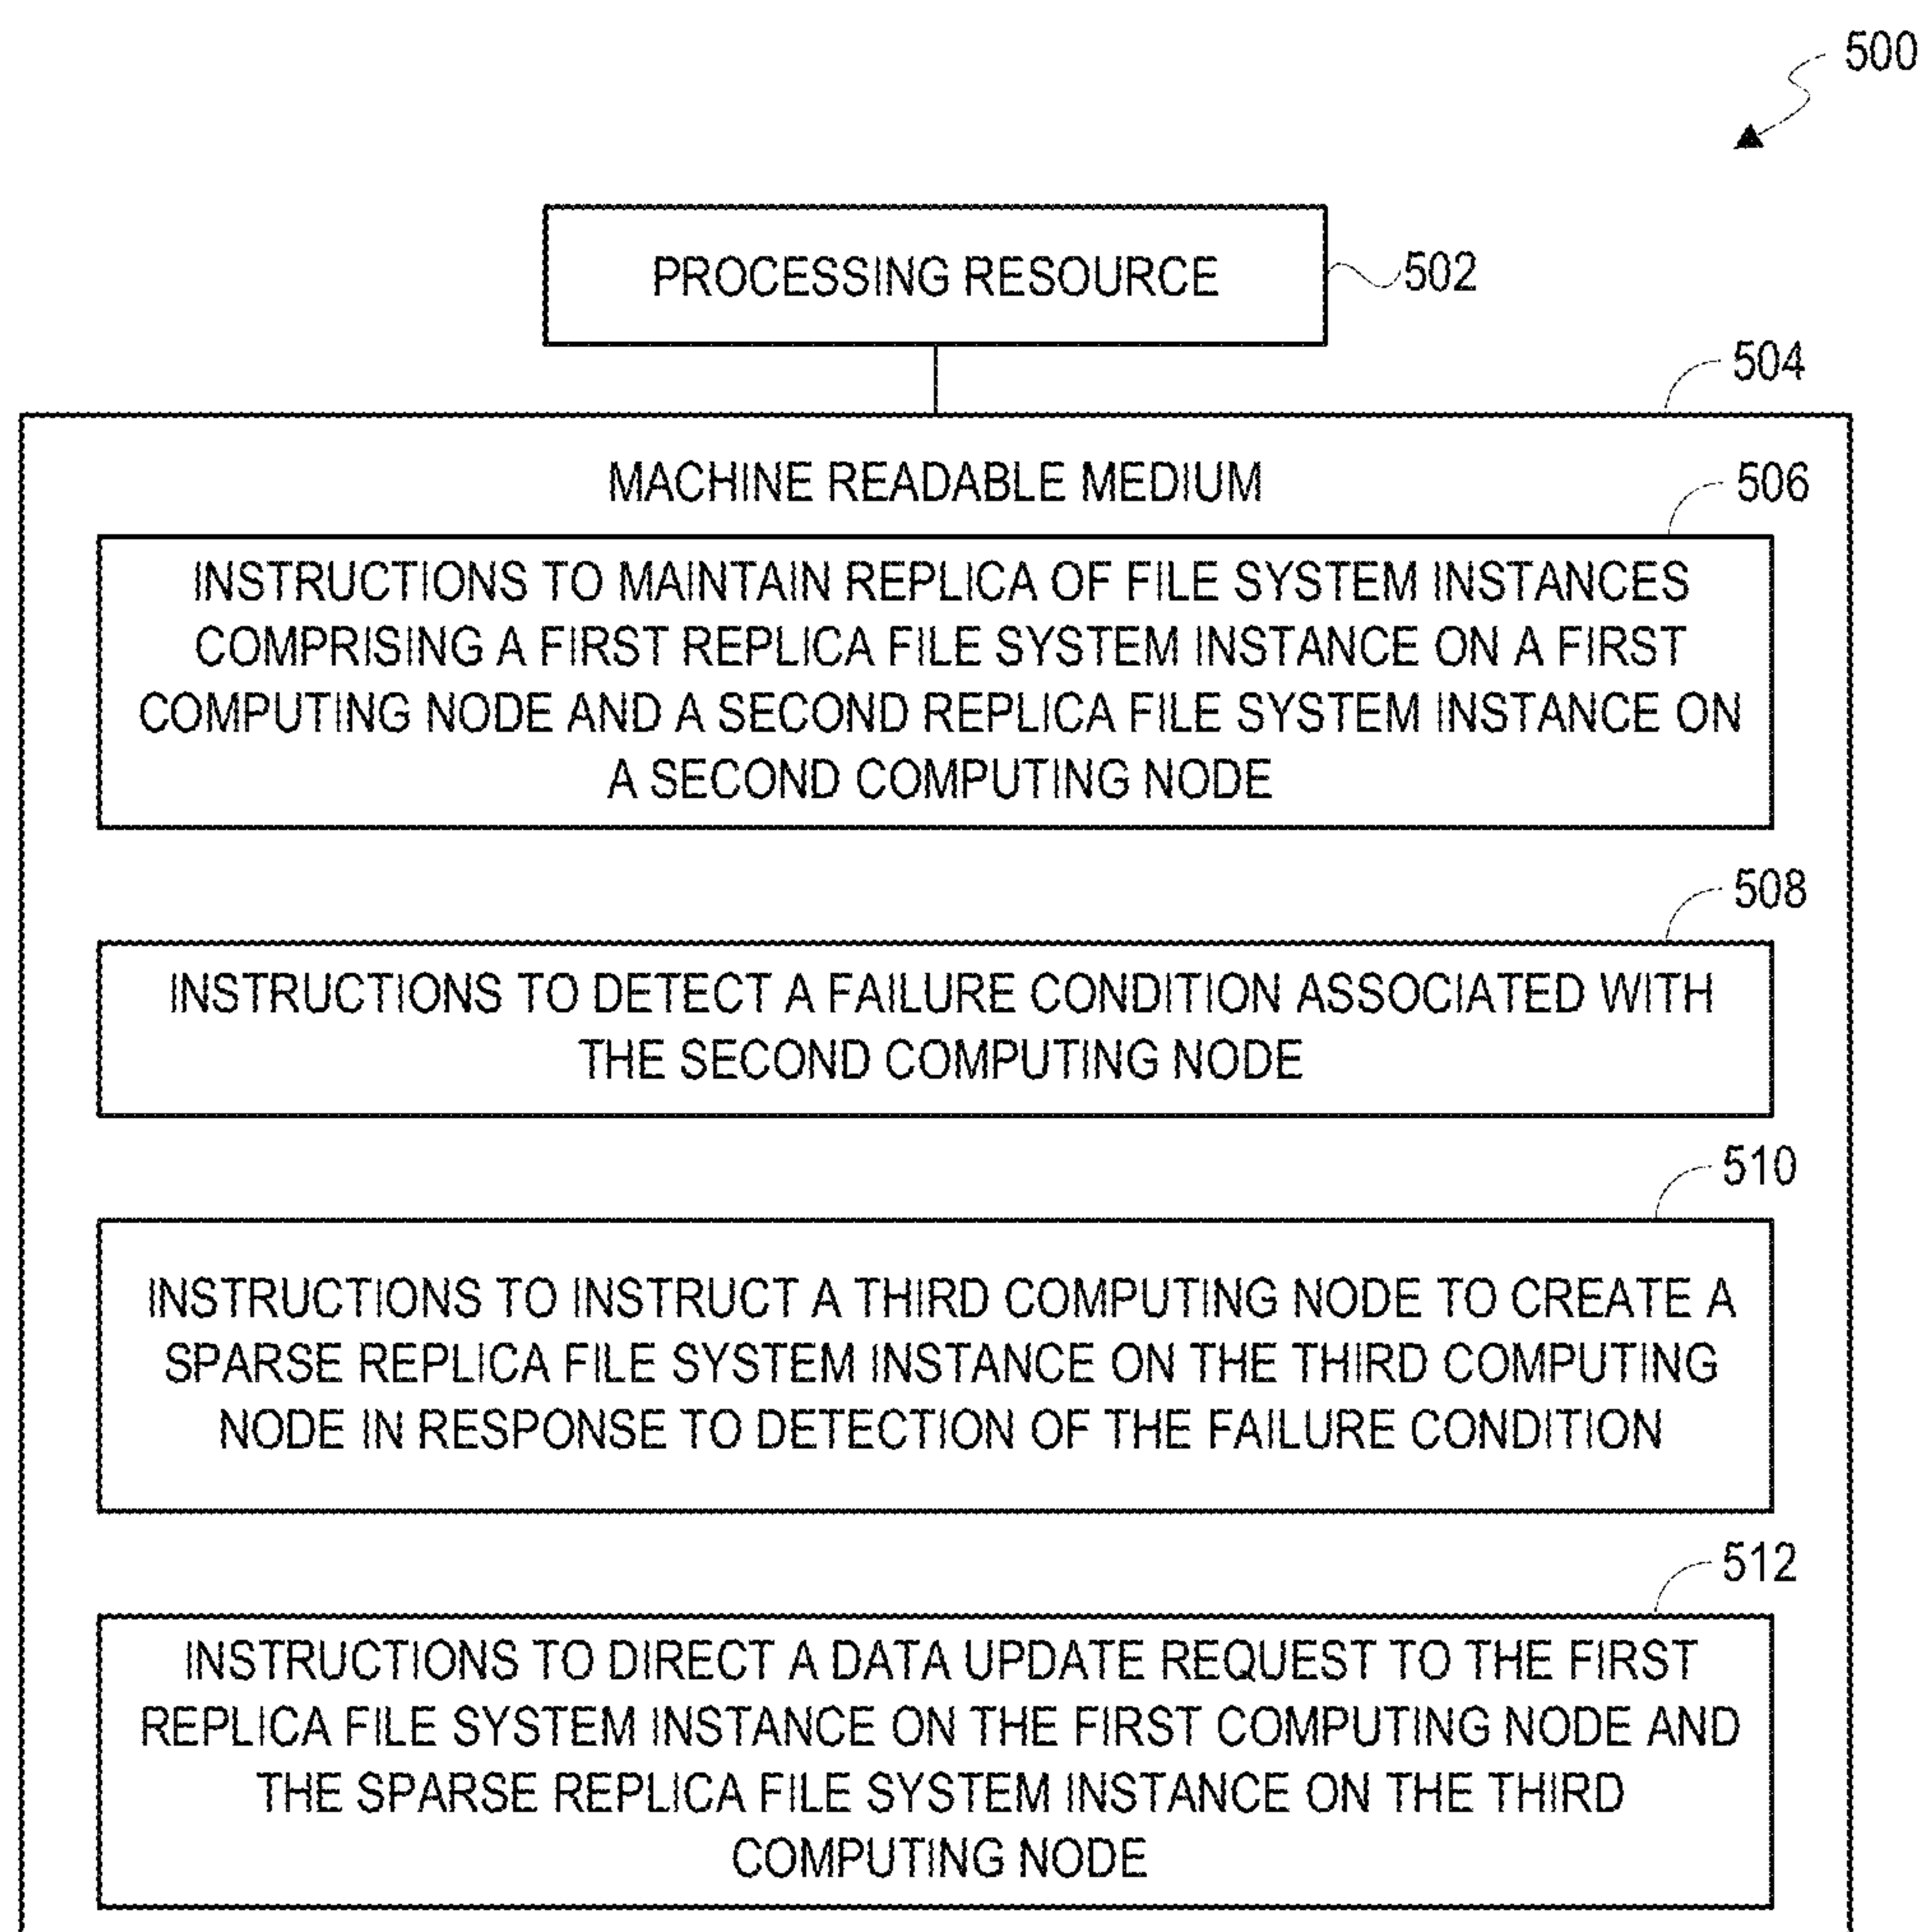 500
PROCESSING RESOURCE
502
504
MACHINE READABLE MEDIUM
506
INSTRUCTIONS TO MAINTAIN REPLICA OF FILE SYSTEM INSTANCES
COMPRISING A FIRST REPLICA FILE SYSTEM INSTANCE ON A FIRST
COMPUTING NODE AND A SECOND REPLICA FILE SYSTEM INSTANCE ON
A SECOND COMPUTING NODE
508
INSTRUCTIONS TO DETECT A FAILURE CONDITION ASSOCIATED WITH
THE SECOND COMPUTING NODE
510
INSTRUCTIONS TO INSTRUCT A THIRD COMPUTING NODE TO CREATE A
SPARSE REPLICA FILE SYSTEM INSTANCE ON THE THIRD COMPUTING
NODE IN RESPONSE TO DETECTION OF THE FAILURE CONDITION
512
INSTRUCTIONS TO DIRECT A DATA UPDATE REQUEST TO THE FIRST
REPLICA FILE SYSTEM INSTANCE ON THE FIRST COMPUTING NODE AND
THE SPARSE REPLICA FILE SYSTEM INSTANCE ON THE THIRD
COMPUTING NODE